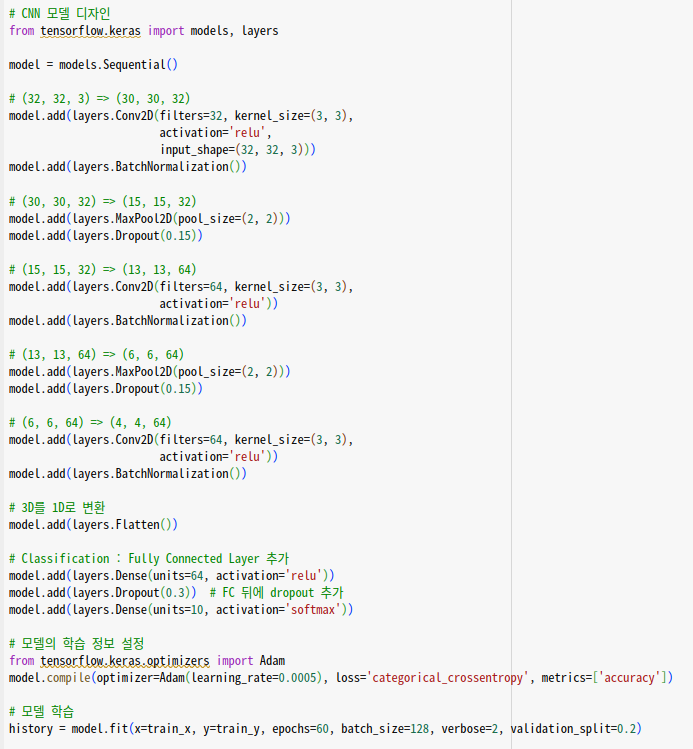 # CNN 모델 디자인
from tensorflow.keras import models, layers
model = models.Sequential()
# (32, 32, 3) => (30, 30, 32)
model.add(layers.Conv2D(filters=32, kernel_size=(3, 3),
activation='relu',
input_shape=(32, 32, 3)))
model.add(layers.BatchNormalization())
# (30, 30, 32) => (15, 15, 32)
model.add(layers.MaxPool2D(pool_size=(2, 2)))
model.add(layers.Dropout(0.15))
# (15, 15, 32) => (13, 13, 64)
model.add(layers.Conv2D(filters=64, kernel_size=(3, 3),
activation='relu'))
model.add(layers.BatchNormalization())
# (13, 13, 64) => (6, 6, 64)
model.add(layers.MaxPool2D(pool_size=(2, 2)))
model.add(layers.Dropout(0.15))
# (6, 6, 64) => (4, 4, 64)
model.add(layers.Conv2D(filters=64, kernel_size=(3, 3),
activation='relu'))
model.add(layers.BatchNormalization())
# 3D를 1D로 변환
model.add(layers.Flatten())
# Classification : Fully Connected Layer 추가
model.add(layers.Dense(units=64, activation='relu'))
model.add(layers.Dropout(0.3)) # FC 뒤에 dropout 추가
model.add(layers.Dense(units=10, activation='softmax'))
# 모델의 학습 정보 설정
from tensorflow.keras.optimizers import Adam
model.compile(optimizer=Adam(learning_rate=0.0005), loss='categorical_crossentropy', metrics=['accuracy'])
# 모델 학습
history = model.fit(x=train_x, y=train_y, epochs=60, batch_size=128, verbose=2, validation_split=0.2)